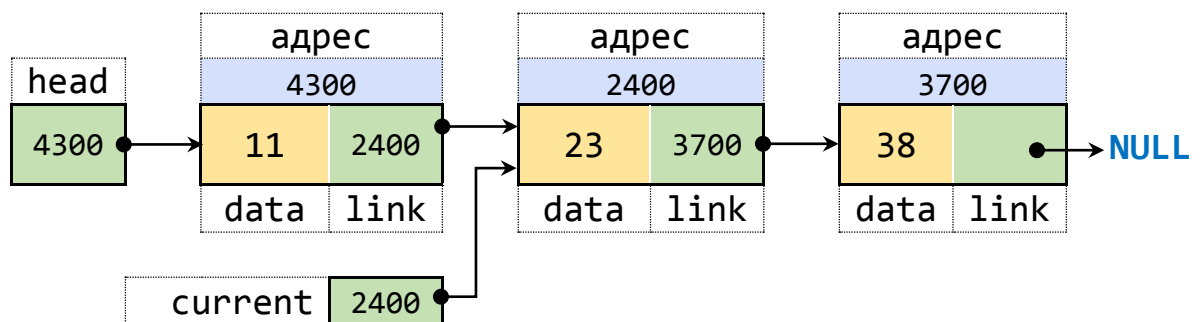 адрес адрес адрес
head 4300 2400 3700
4300 11 2400 23 3700 38 NULL
data link data link data link
current 2400